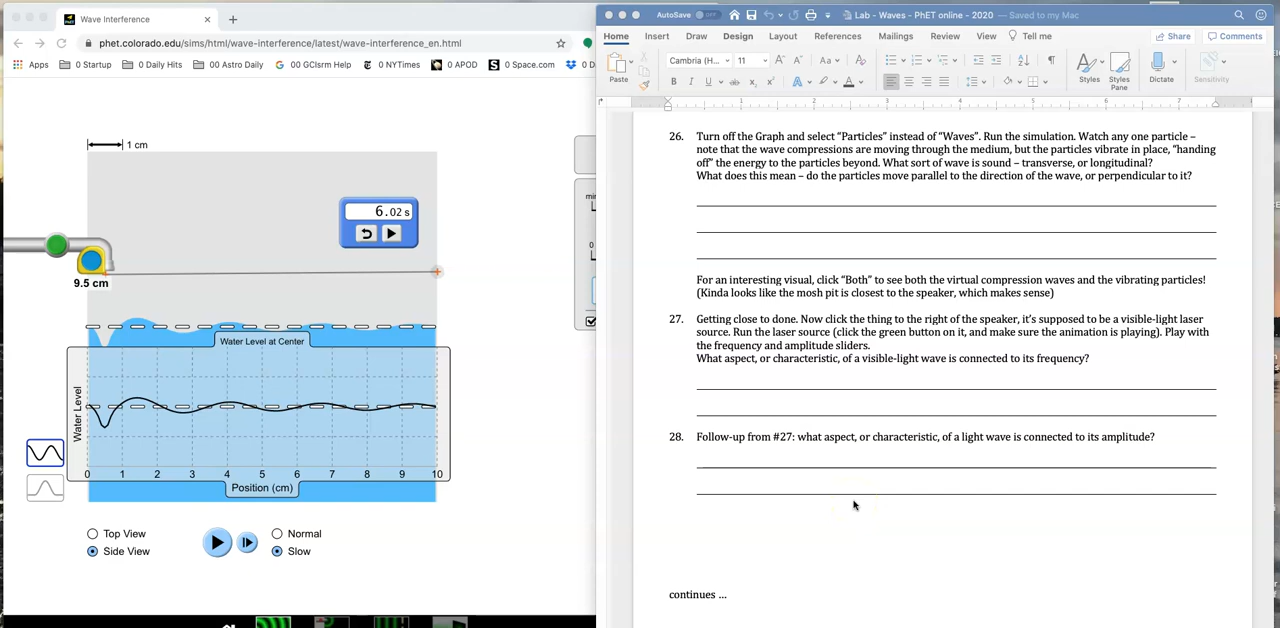 Wave Interference
phet.colorado.edu/sims/html/wave-interference/latest/wave-interference_en.html
Apps 0 Startup 0 Daily Hits 0 Astro Daily 00 GClsrm Help 0 NYTimes 0 APOD 0 Space.com 0 D
1 cm
6.02 s
9.5 cm
min
0
Water Level at Center
Water Level
0 1 2 3 4 5 6 7 8 9 10
Position (cm)
Top View
Side View
Normal
Slow
AutoSave OFF Lab - Waves - PhET online - 2020 — Saved to my Mac
Home Insert Draw Design Layout References Mailings Review View Tell me Share Comments
Paste Cambria (H... 11 Styles Styles Pane Dictate Sensitivity
1 2 3 4 5 6 7
26. Turn off the Graph and select “Particles” instead of “Waves”. Run the simulation. Watch any one particle –
note that the wave compressions are moving through the medium, but the particles vibrate in place, “handing
off” the energy to the particles beyond. What sort of wave is sound – transverse, or longitudinal?
What does this mean – do the particles move parallel to the direction of the wave, or perpendicular to it?
For an interesting visual, click “Both” to see both the virtual compression waves and the vibrating particles!
(Kinda looks like the mosh pit is closest to the speaker, which makes sense)
27. Getting close to done. Now click the thing to the right of the speaker, it’s supposed to be a visible-light laser
source. Run the laser source (click the green button on it, and make sure the animation is playing). Play with
the frequency and amplitude sliders.
What aspect, or characteristic, of a visible-light wave is connected to its frequency?
28. Follow-up from #27: what aspect, or characteristic, of a light wave is connected to its amplitude?
continues ...